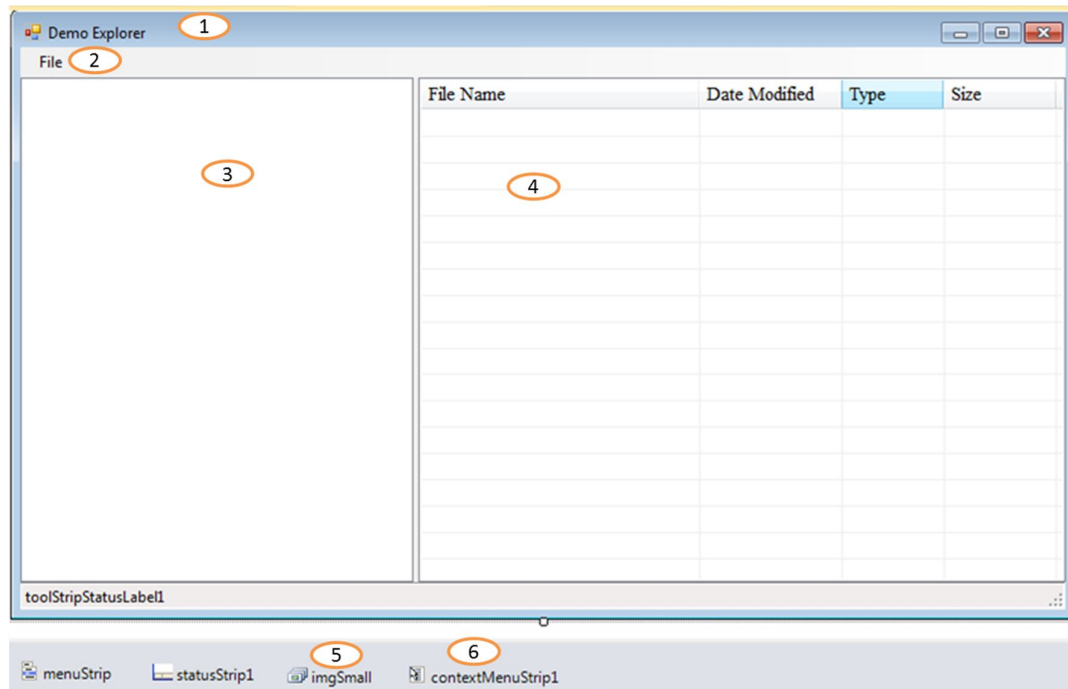 Demo Explorer 1
File 2
File Name Date Modified Type Size
3
4
toolStripStatusLabel1
5 6
menuStrip statusStrip1 imgSmall contextMenuStrip1